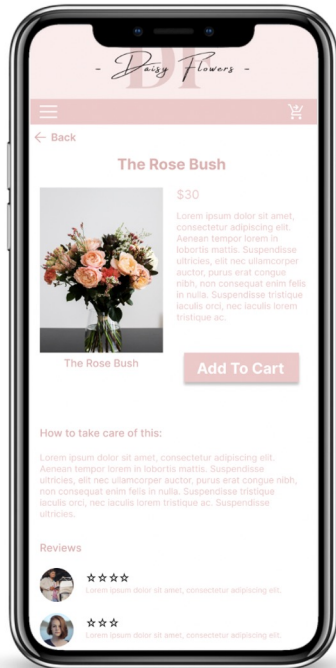 DF
- Daisy Flowers -
← Back
The Rose Bush
$30
Lorem ipsum dolor sit amet,
consectetur adipiscing elit.
Aenean tempor lorem in
lobortis mattis. Suspendisse
ultricies, elit nec ullamcorper
auctor, purus erat congue
nibh, non consequat enim felis
in nulla. Suspendisse tristique
iaculis orci, nec iaculis lorem
tristique ac.
The Rose Bush
Add To Cart
How to take care of this:
Lorem ipsum dolor sit amet, consectetur adipiscing elit.
Aenean tempor lorem in lobortis mattis. Suspendisse
ultricies, elit nec ullamcorper auctor, purus erat congue nibh,
non consequat enim felis in nulla. Suspendisse tristique
iaculis orci, nec iaculis lorem tristique ac. Suspendisse
ultricies.
Reviews
Lorem ipsum dolor sit amet, consectetur adipiscing elit.
Lorem ipsum dolor sit amet, consectetur adipiscing elit.